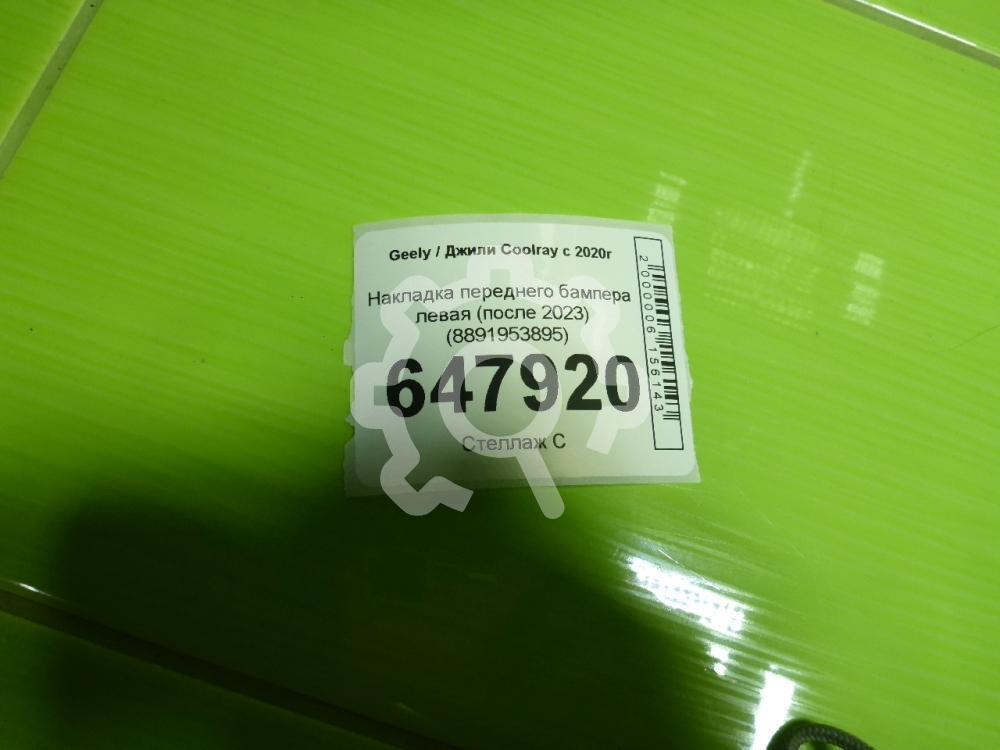 Geely / Джили Coolray с 2020г
Накладка переднего бампера
левая (после 2023)
(8891953895)
647920
Стеллаж С
2000006156143